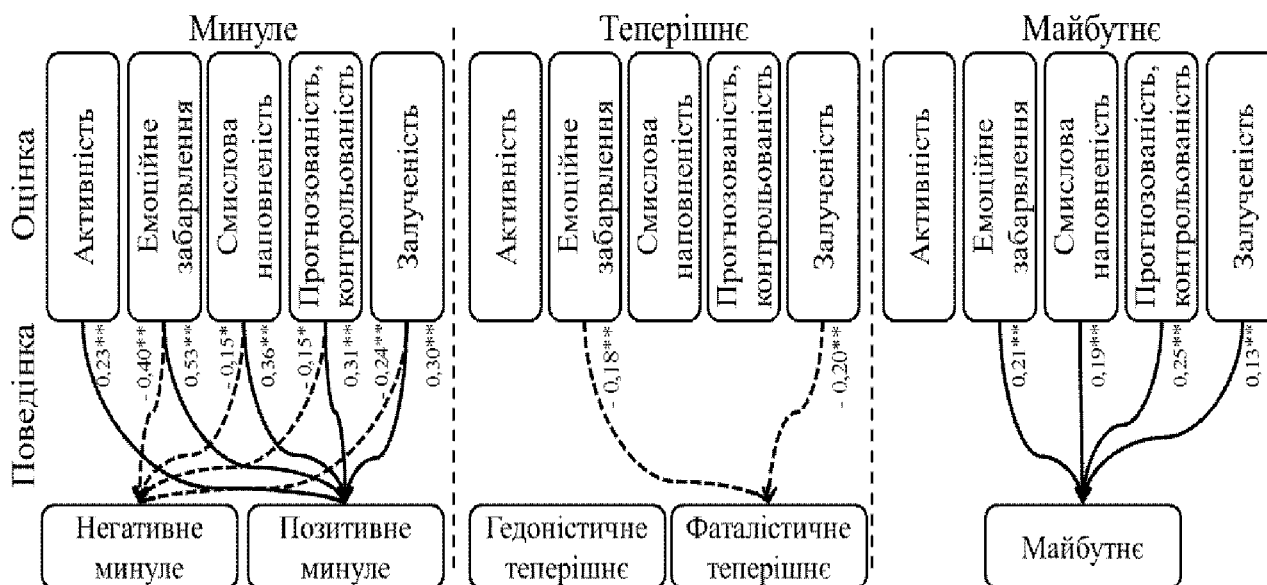 Минуле
Теперішнє
Майбутнє
Оцінка
Активність
Емоційне
забарвлення
Смислова
наповненість
Прогнозованість,
контрольованість
Залученість
Активність
Емоційне
забарвлення
Смислова
наповненість
Прогнозованість,
контрольованість
Залученість
Активність
Емоційне
забарвлення
Смислова
наповненість
Прогнозованість,
контрольованість
Залученість
Поведінка
0,23**
- 0,40**
0,53**
- 0,15*
0,36**
- 0,15*
0,31**
- 0,24**
0,30**
- 0,18**
- 0,20**
0,21**
0,19**
0,25**
0,13**
Негативне
минуле
Позитивне
минуле
Гедоністичне
теперішнє
Фаталістичне
теперішнє
Майбутнє